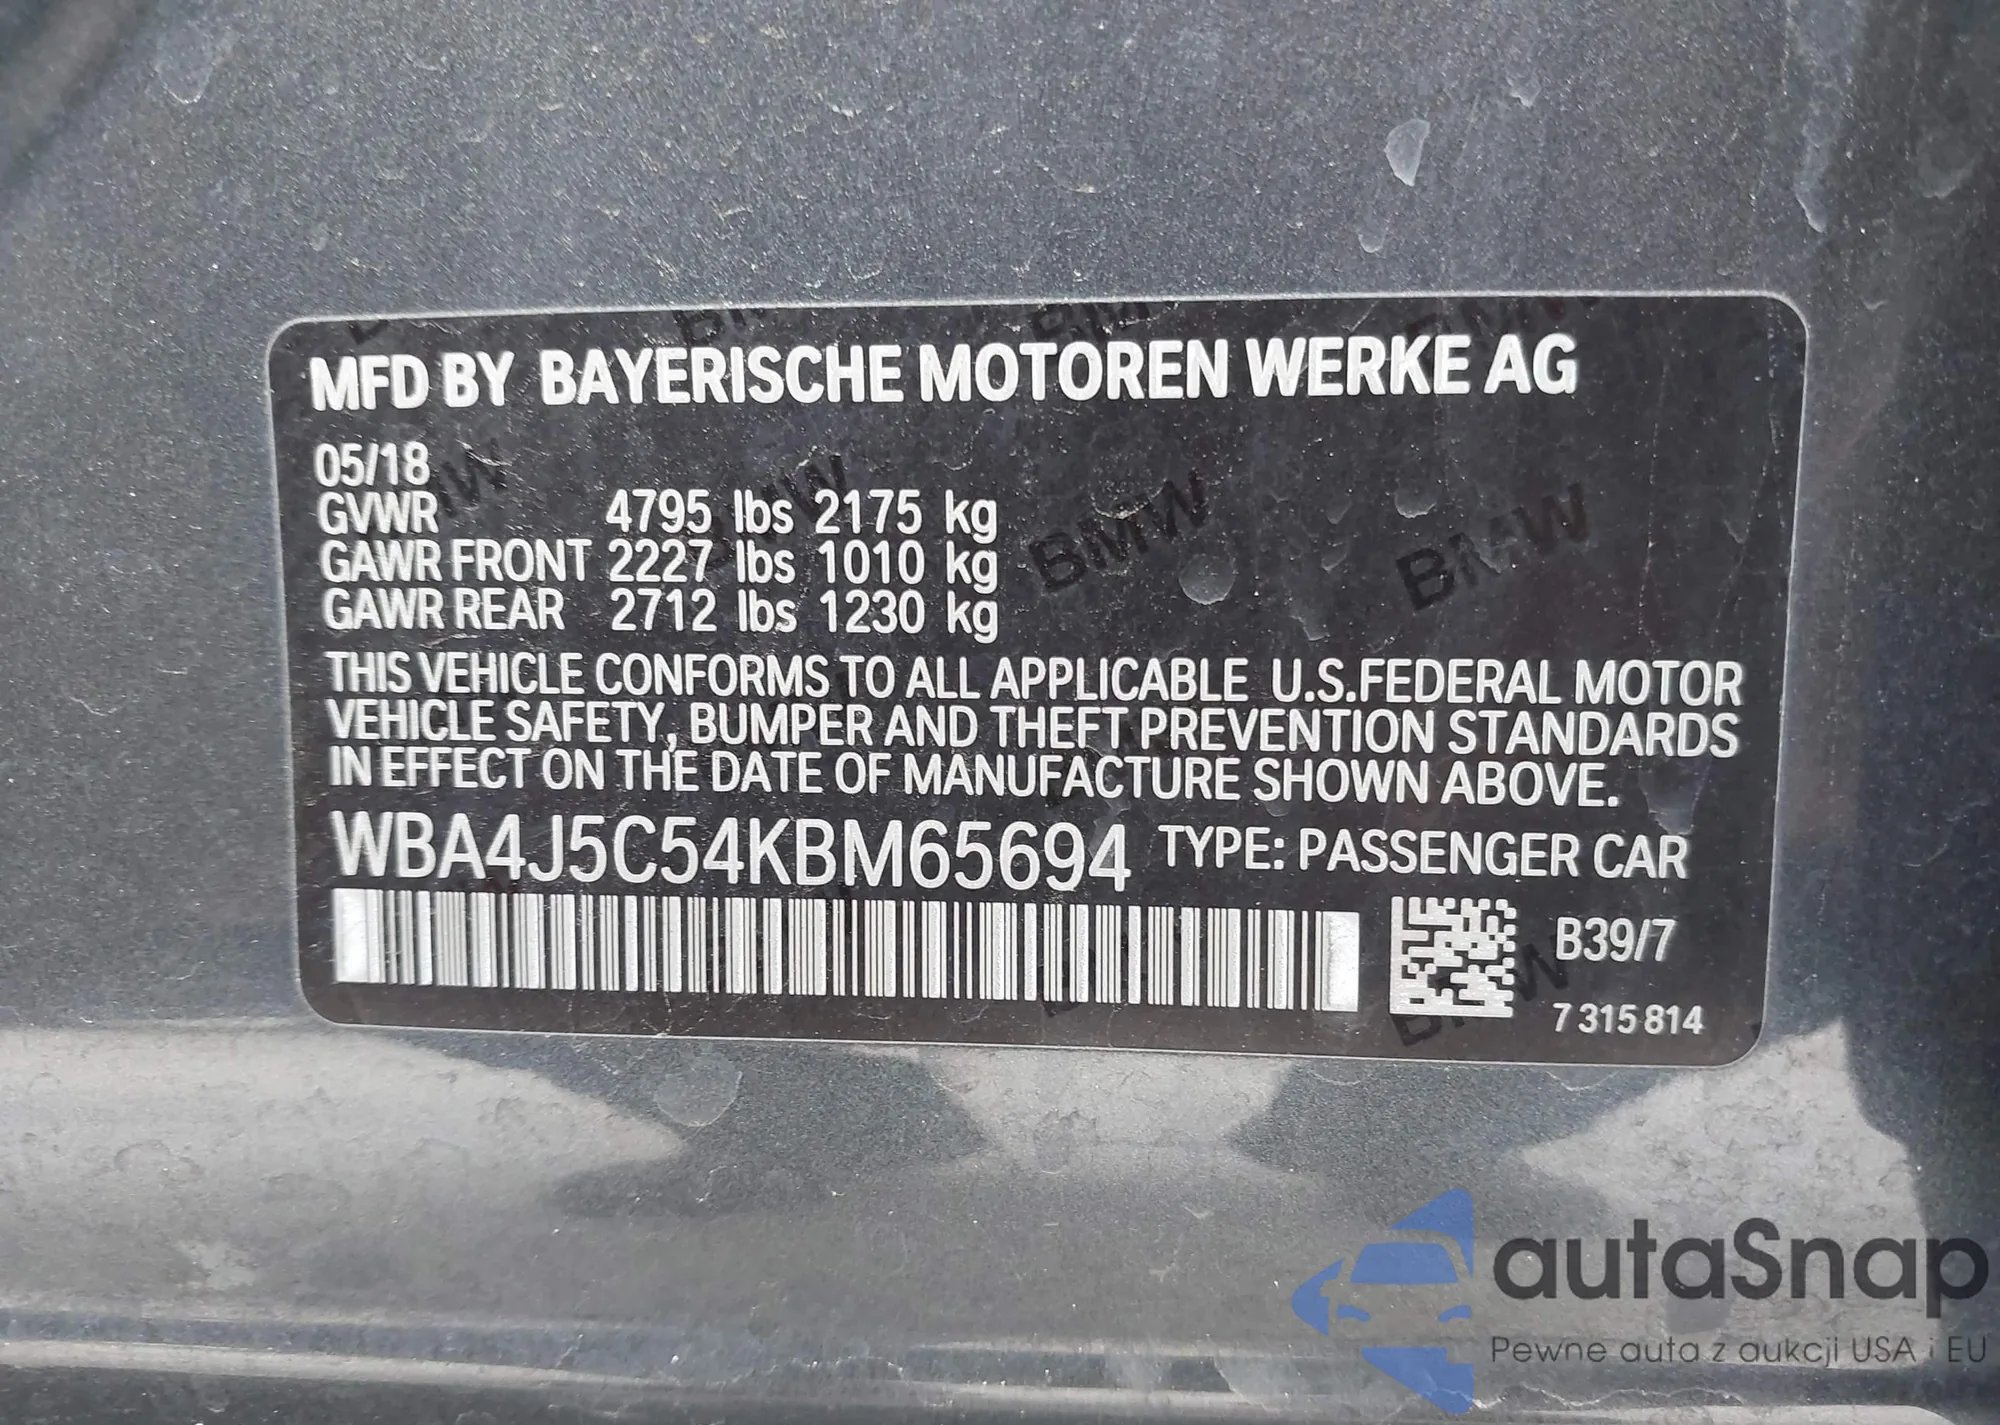 MFD BY BAYERISCHE MOTOREN WERKE AG
05/18
GVWR 4795 lbs 2175 kg
GAWR FRONT 2227 lbs 1010 kg
GAWR REAR 2712 lbs 1230 kg
THIS VEHICLE CONFORMS TO ALL APPLICABLE U.S.FEDERAL MOTOR
VEHICLE SAFETY, BUMPER AND THEFT PREVENTION STANDARDS
IN EFFECT ON THE DATE OF MANUFACTURE SHOWN ABOVE.
WBA4J5C54KBM65694 TYPE: PASSENGER CAR
B39/7
7 315 814
autaSnap
Pewne auta z aukcji USA i EU